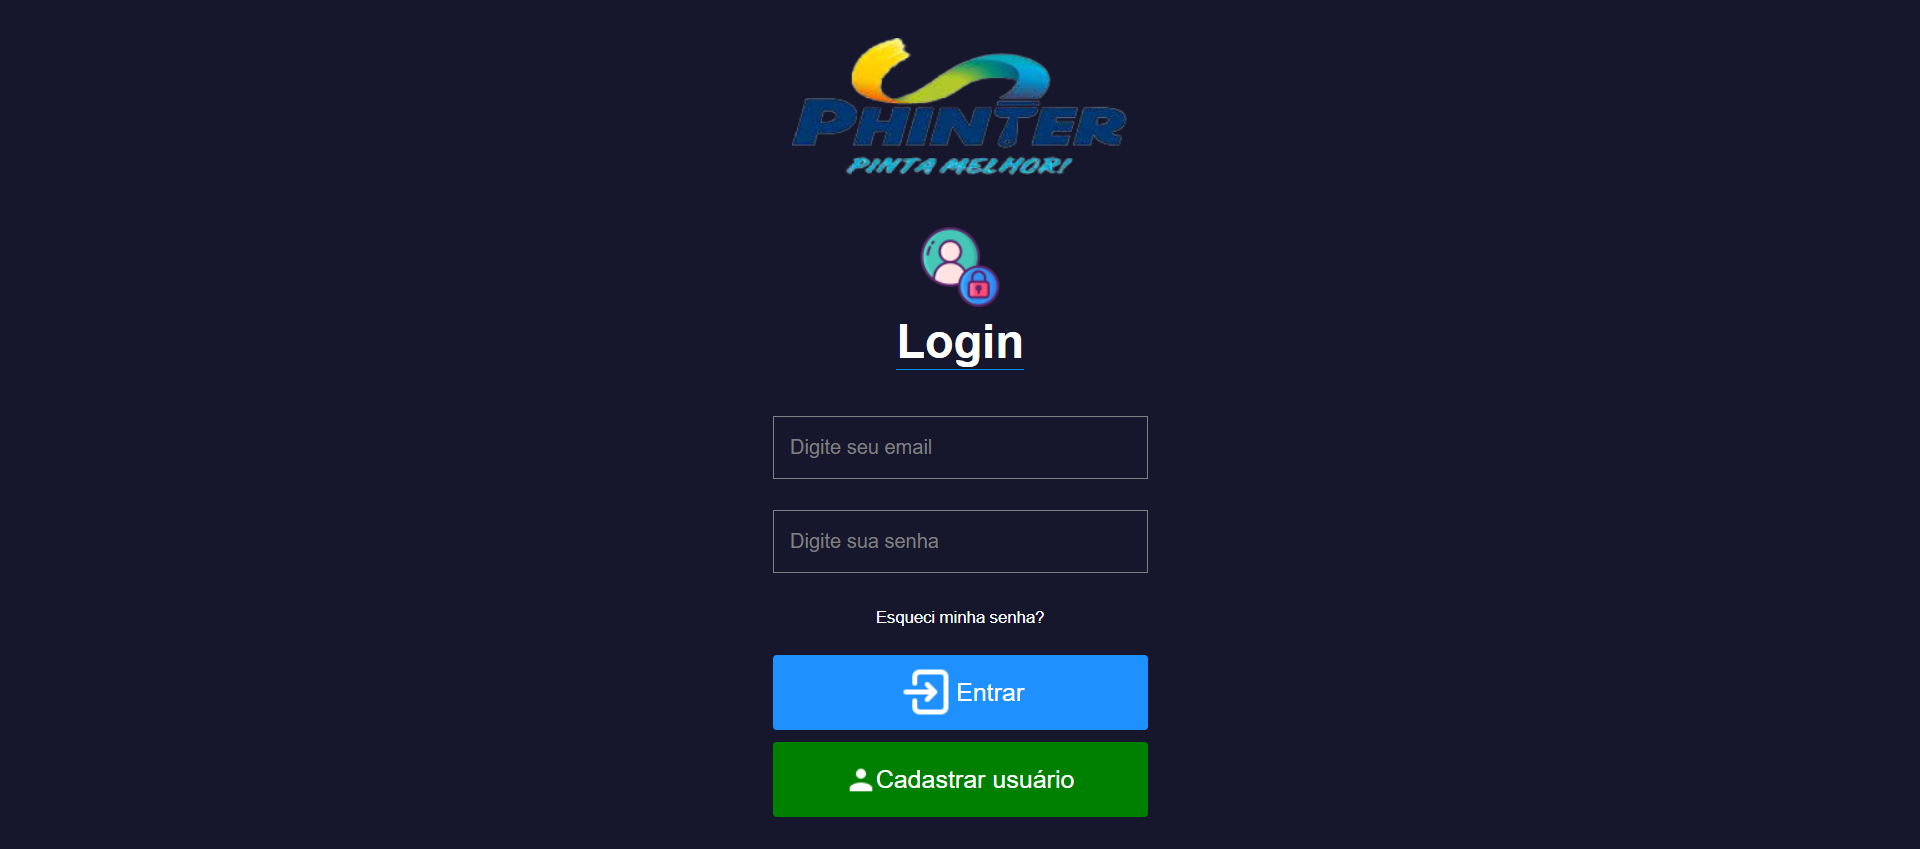 PHINTER
PINTA MELHOR!
Login
Digite seu email
Digite sua senha
Esqueci minha senha?
Entrar
Cadastrar usuário